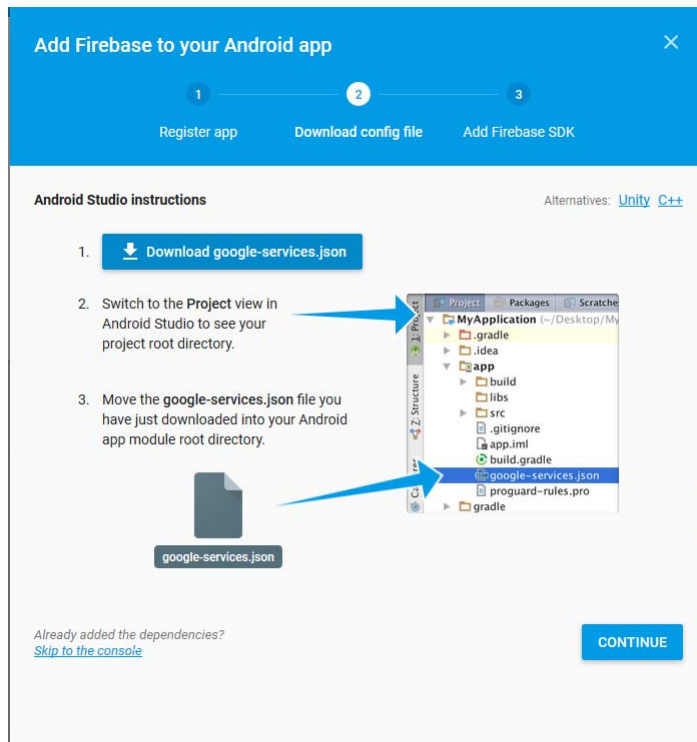 Add Firebase to your Android app
1
2
3
Register app
Download config file
Add Firebase SDK
Android Studio instructions
Alternatives: Unity C++
1. Download google-services.json
2. Switch to the Project view in
Android Studio to see your
project root directory.
3. Move the google-services.json file you
have just downloaded into your Android
app module root directory.
google-services.json
1: Project
Z: Structure
Project Packages Scratche
MyApplication (~/Desktop/My
.gradle
.idea
app
build
libs
src
.gitignore
app.iml
build.gradle
google-services.json
proguard-rules.pro
gradle
Already added the dependencies?
Skip to the console
CONTINUE